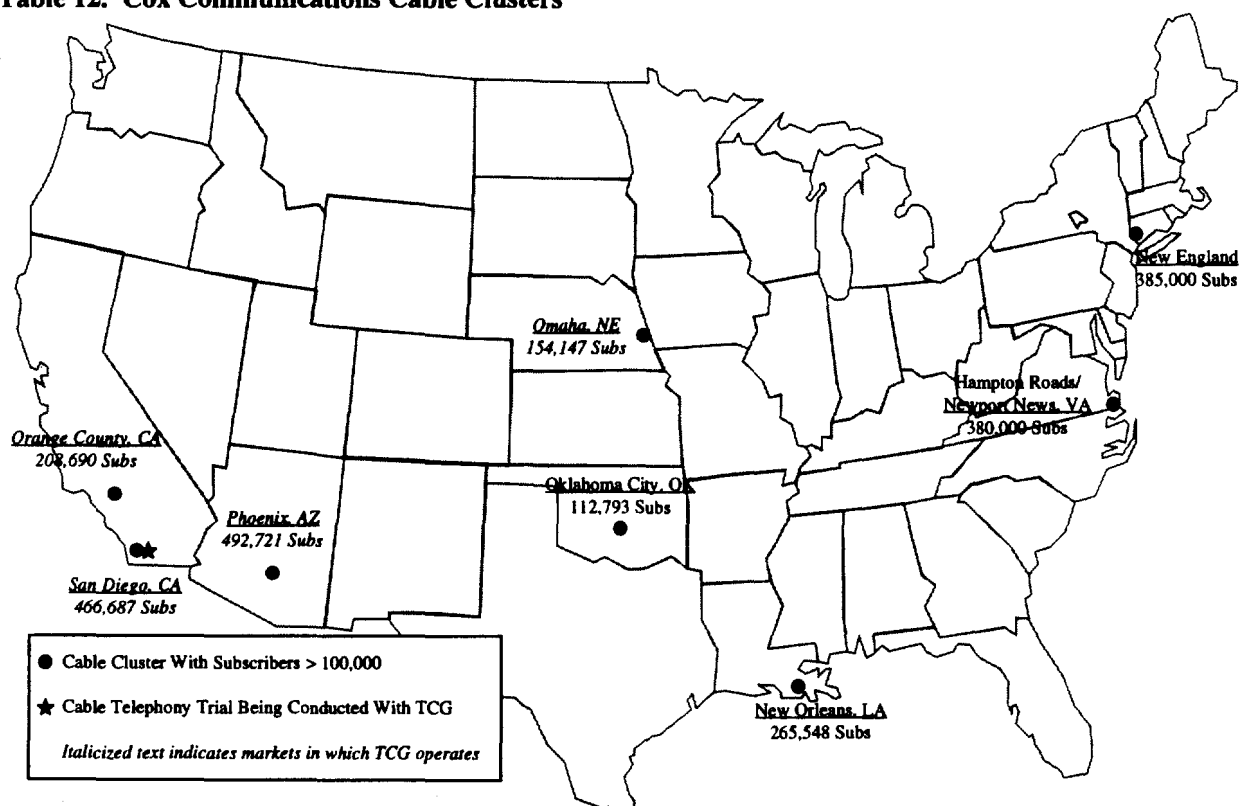 Table 12. Cox Communications Cable Clusters
New England
385,000 Subs
Omaha, NE
154,147 Subs
Hampton Roads/
Newport News, VA
380,000 Subs
Orange County, CA
208,690 Subs
Oklahoma City, OK
112,793 Subs
Phoenix, AZ
492,721 Subs
San Diego, CA
466,687 Subs
New Orleans, LA
265,548 Subs
Cable Cluster With Subscribers > 100,000
Cable Telephony Trial Being Conducted With TCG
Italicized text indicates markets in which TCG operates